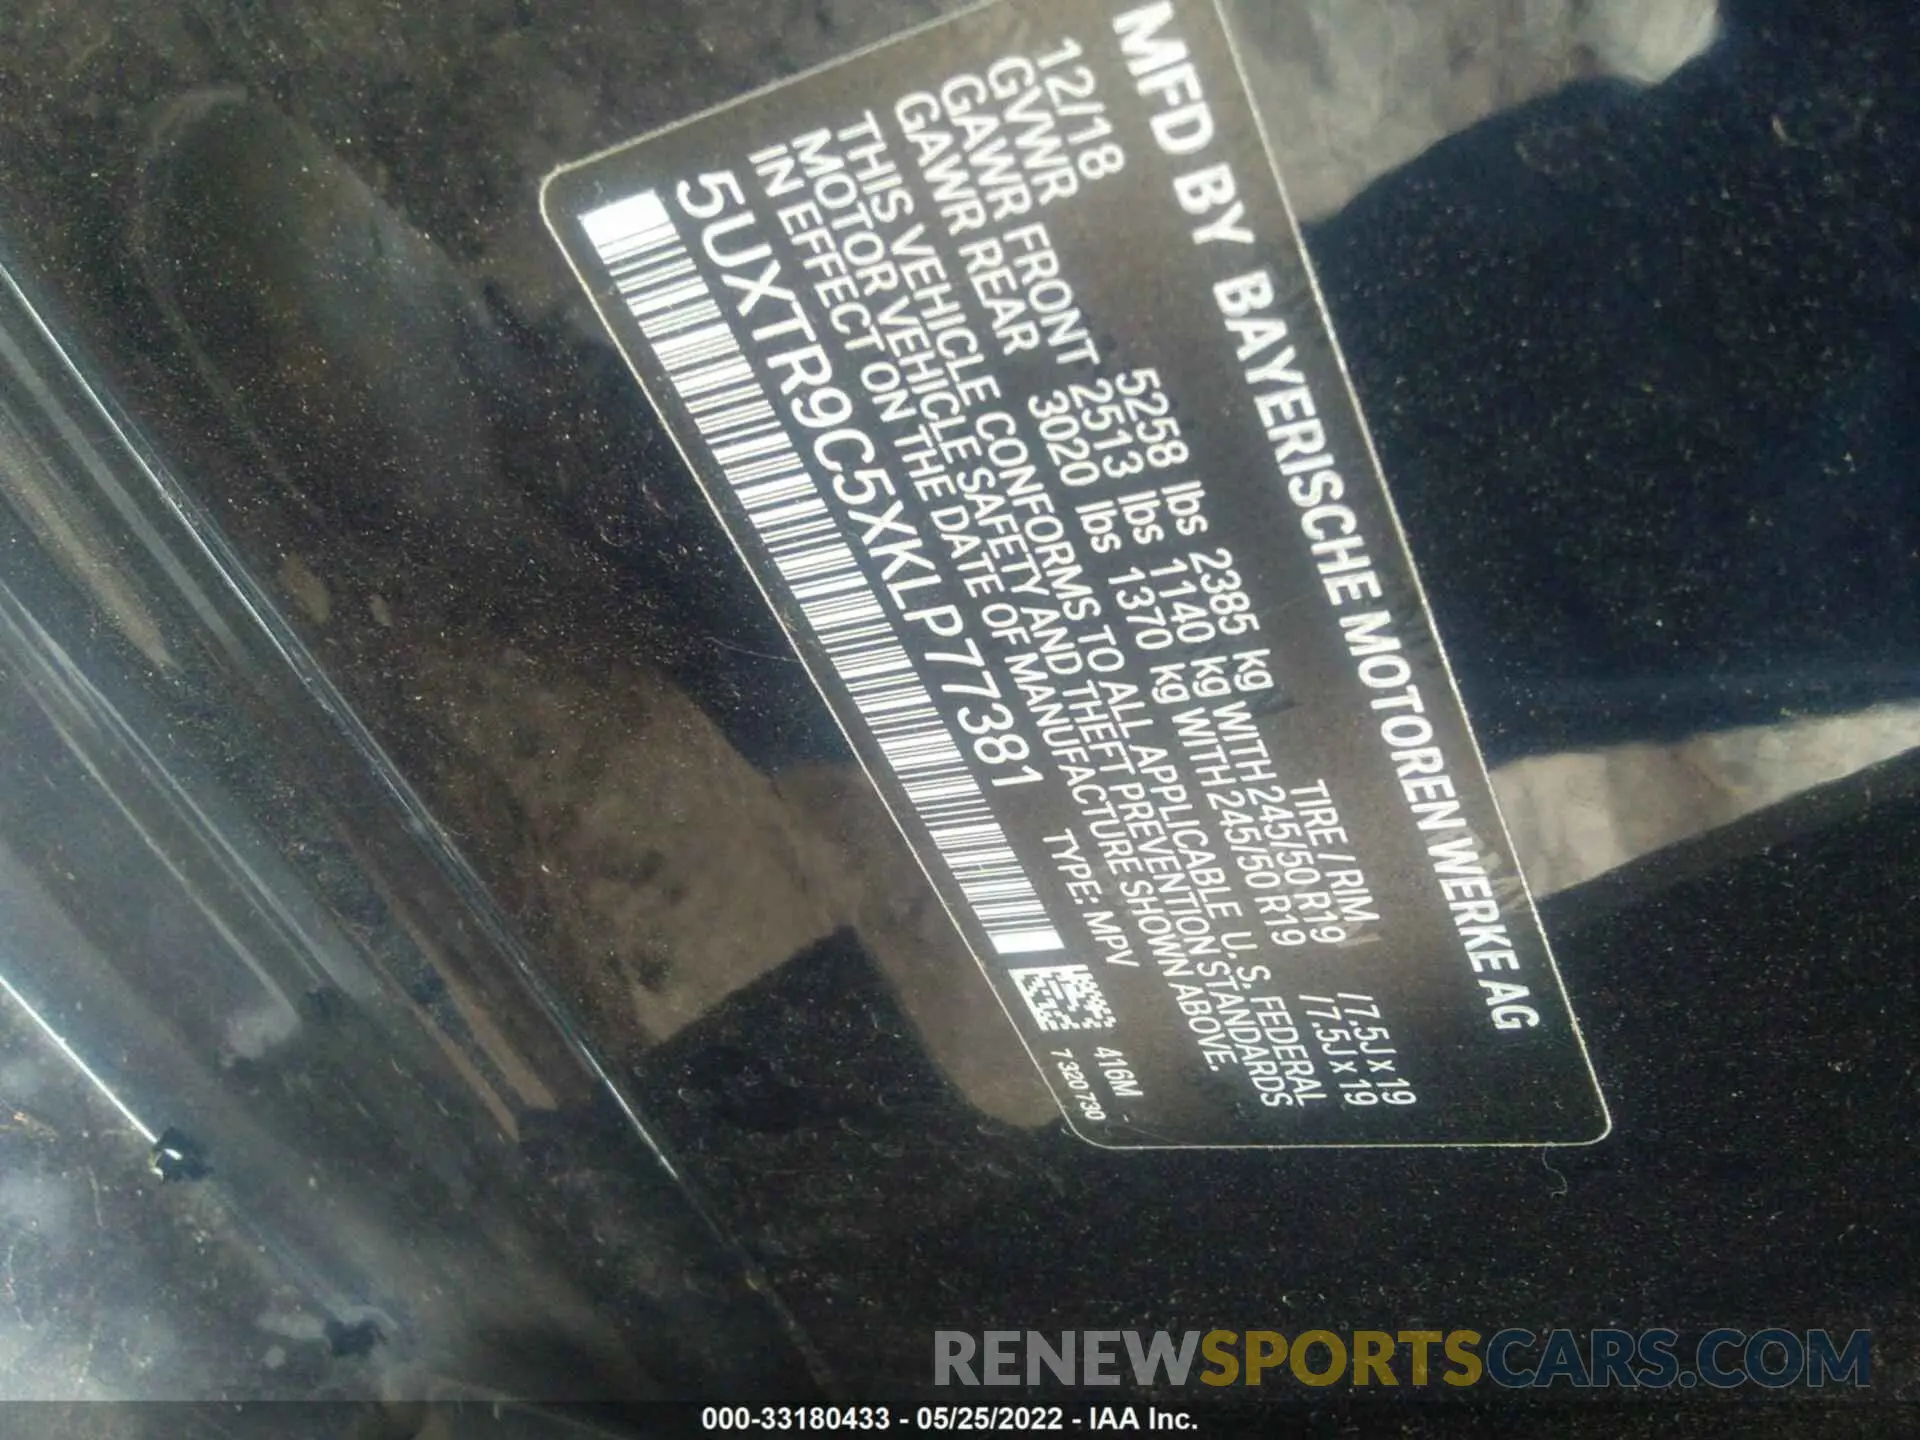 MFD BY BAYERISCHE MOTOREN WERKE AG
12/18 TIRE / RIM
GVWR 5258 lbs 2385 kg
GAWR FRONT 2513 lbs 1140 kg WITH 245/50 R19 / 7.5J x 19
GAWR REAR 3020 lbs 1370 kg WITH 245/50 R19 / 7.5J x 19
THIS VEHICLE CONFORMS TO ALL APPLICABLE U. S. FEDERAL
MOTOR VEHICLE SAFETY AND THEFT PREVENTION STANDARDS
IN EFFECT ON THE DATE OF MANUFACTURE SHOWN ABOVE.
5UXTR9C5XKLP77381 TYPE: MPV
416M -
7 320 730
RENEWSPORTSCARS.COM
000-33180433 - 05/25/2022 - IAA Inc.